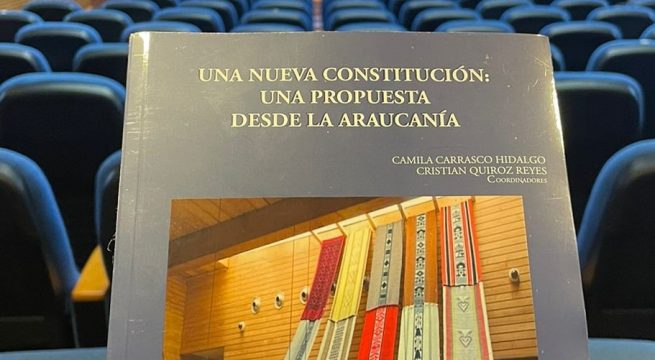 UNA NUEVA CONSTITUCIÓN:
UNA PROPUESTA
DESDE LA ARAUCANÍA
CAMILA CARRASCO HIDALGO
CRISTIAN QUIROZ REYES
COORDINADORES